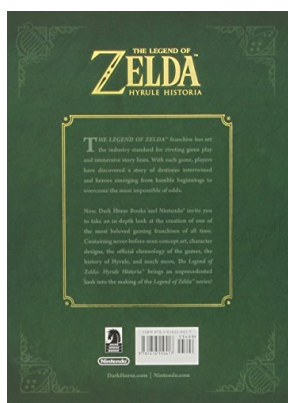 THE LEGEND OF
ZELDA™
HYRULE HISTORIA
THE LEGEND OF ZELDA® franchise has set
the industry standard for riveting game play
and immersive story lines. With each game, players
have discovered a story of destinies intertwined
and heroes emerging from humble beginnings to
overcome the most impossible of odds.
Now, Dark Horse Books and Nintendo® invite you
to take an in-depth look at the creation of one of
the most beloved gaming franchises of all time.
Containing never-before-seen concept art, character
designs, the official chronology of the games, the
history of Hyrule, and much more, The Legend of
Zelda: Hyrule Historia™ brings an unprecedented
look into the making of the Legend of Zelda® series!
DARK
HORSE
BOOKS
Nintendo
DarkHorse.com | Nintendo.com